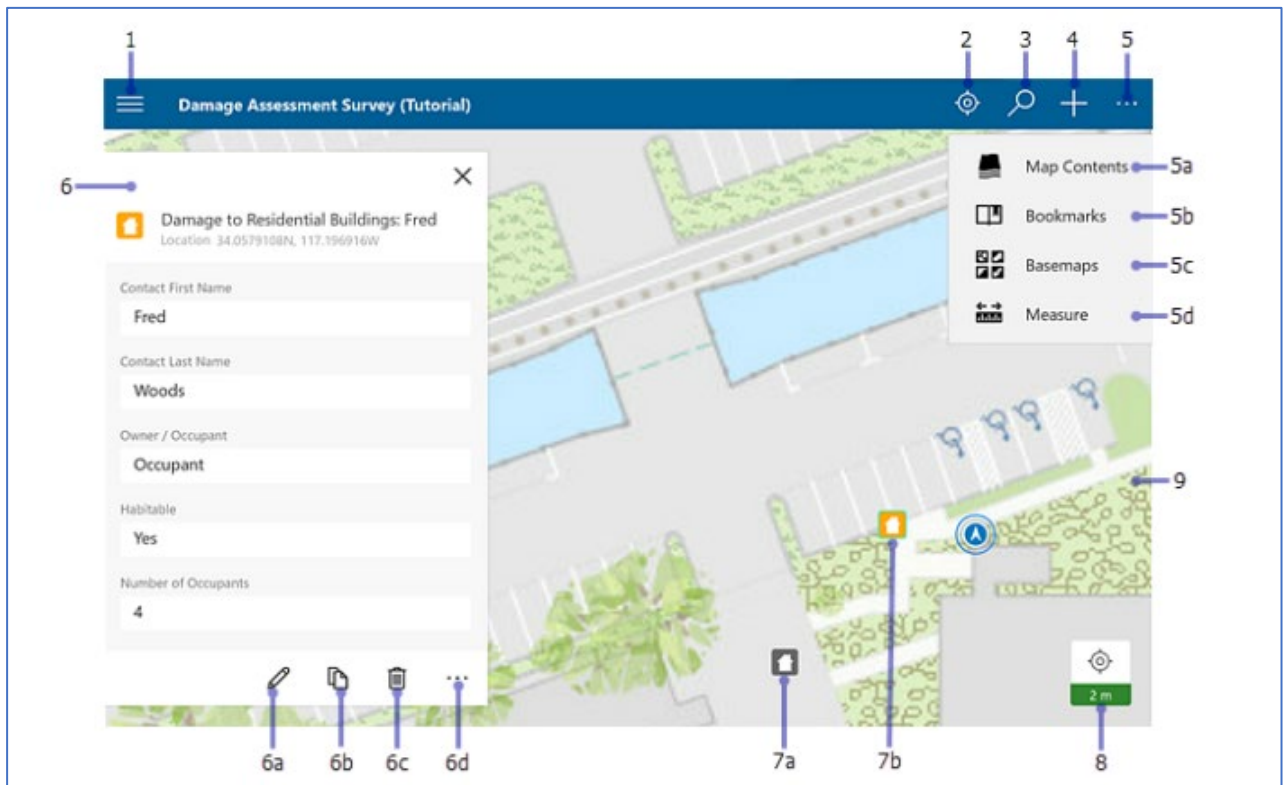 1
2 3 4 5
Damage Assessment Survey (Tutorial)
Map Contents 5a
Bookmarks 5b
Basemaps 5c
Measure 5d
6
Damage to Residential Buildings: Fred
Location 34.0579108N, 117.196916W
Contact First Name
Fred
Contact Last Name
Woods
Owner / Occupant
Occupant
Habitable
Yes
Number of Occupants
4
9
2 m
6a 6b 6c 6d
7a 7b 8